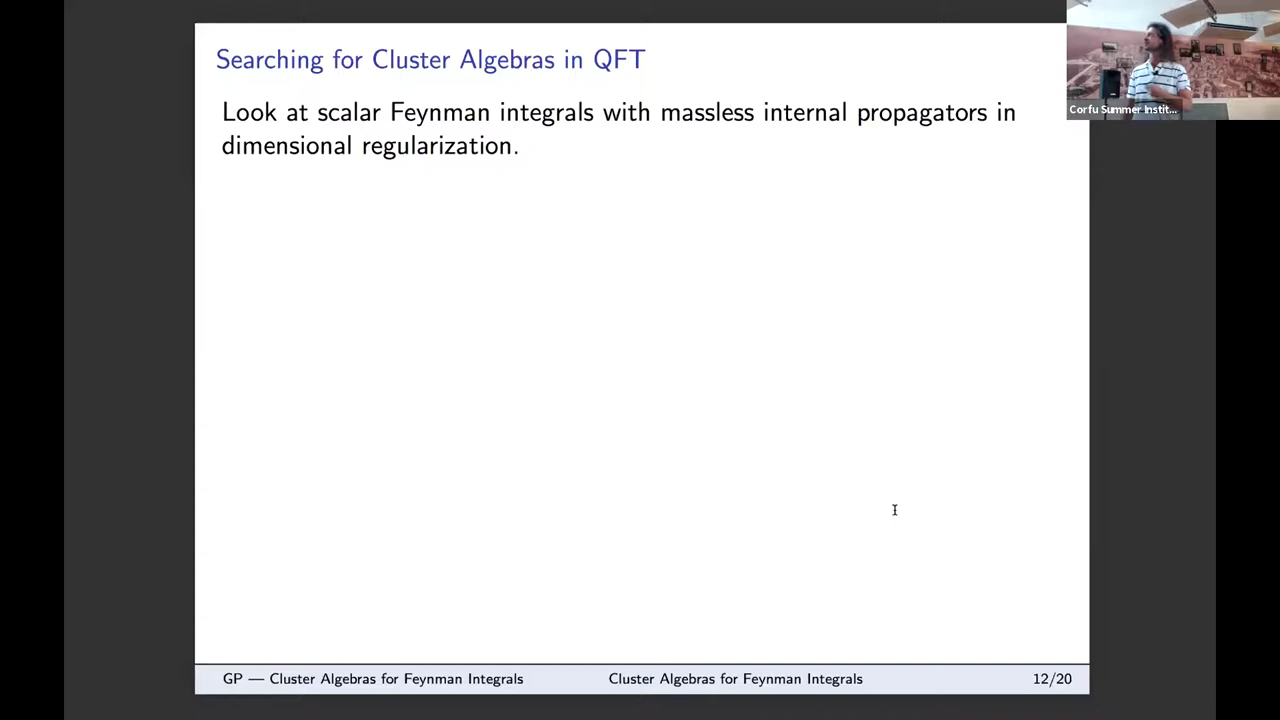 Searching for Cluster Algebras in QFT
Look at scalar Feynman integrals with massless internal propagators in
dimensional regularization.
Corfu Summer Instit...
GP — Cluster Algebras for Feynman Integrals
Cluster Algebras for Feynman Integrals
12/20